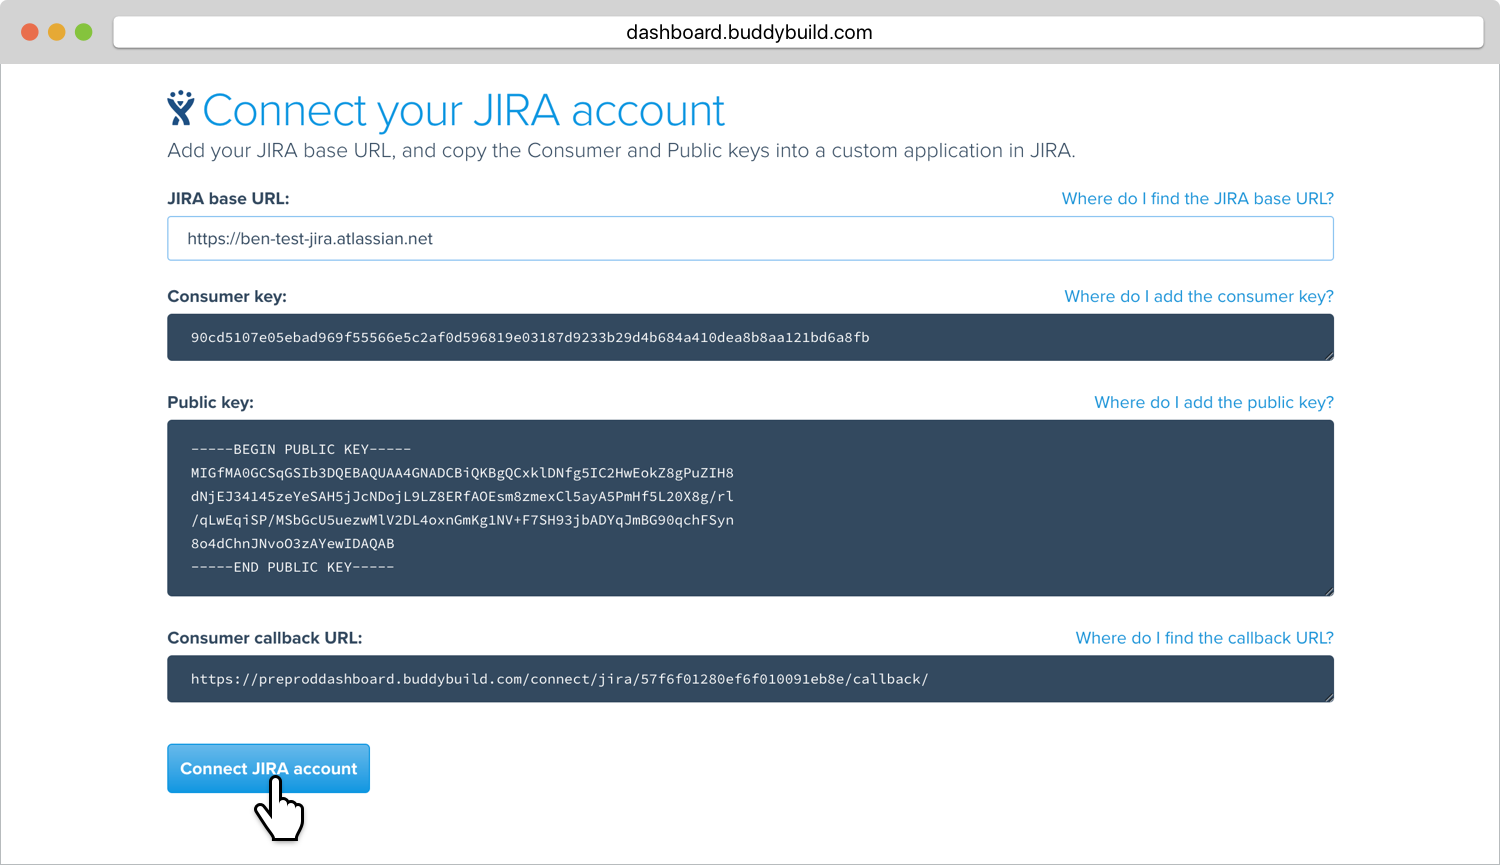 dashboard.buddybuild.com
Connect your JIRA account
Add your JIRA base URL, and copy the Consumer and Public keys into a custom application in JIRA.
JIRA base URL:
Where do I find the JIRA base URL?
https://ben-test-jira.atlassian.net
Consumer key:
Where do I add the consumer key?
90cd5107e05ebad969f55566e5c2af0d596819e03187d9233b29d4b684a410dea8b8aa121bd6a8fb
Public key:
Where do I add the public key?
-----BEGIN PUBLIC KEY-----
MIGfMA0GCSqGSIb3DQEBAQUAA4GNADCBiQKBgQCxklDNfg5IC2HwEokZ8gPuZIH8
dNjEJ34145zeYeSAH5jJcNDojL9LZ8ERfAOEsm8zmexCl5ayA5PmHf5L20X8g/rl
/qLwEqiSP/MSbGcU5uezwMlV2DL4oxnGmKg1NV+F7SH93jbADYqJmBG90qchFSyn
8o4dChnJNvoO3zAYewIDAQAB
-----END PUBLIC KEY-----
Consumer callback URL:
Where do I find the callback URL?
https://preproddashboard.buddybuild.com/connect/jira/57f6f01280ef6f010091eb8e/callback/
Connect JIRA account